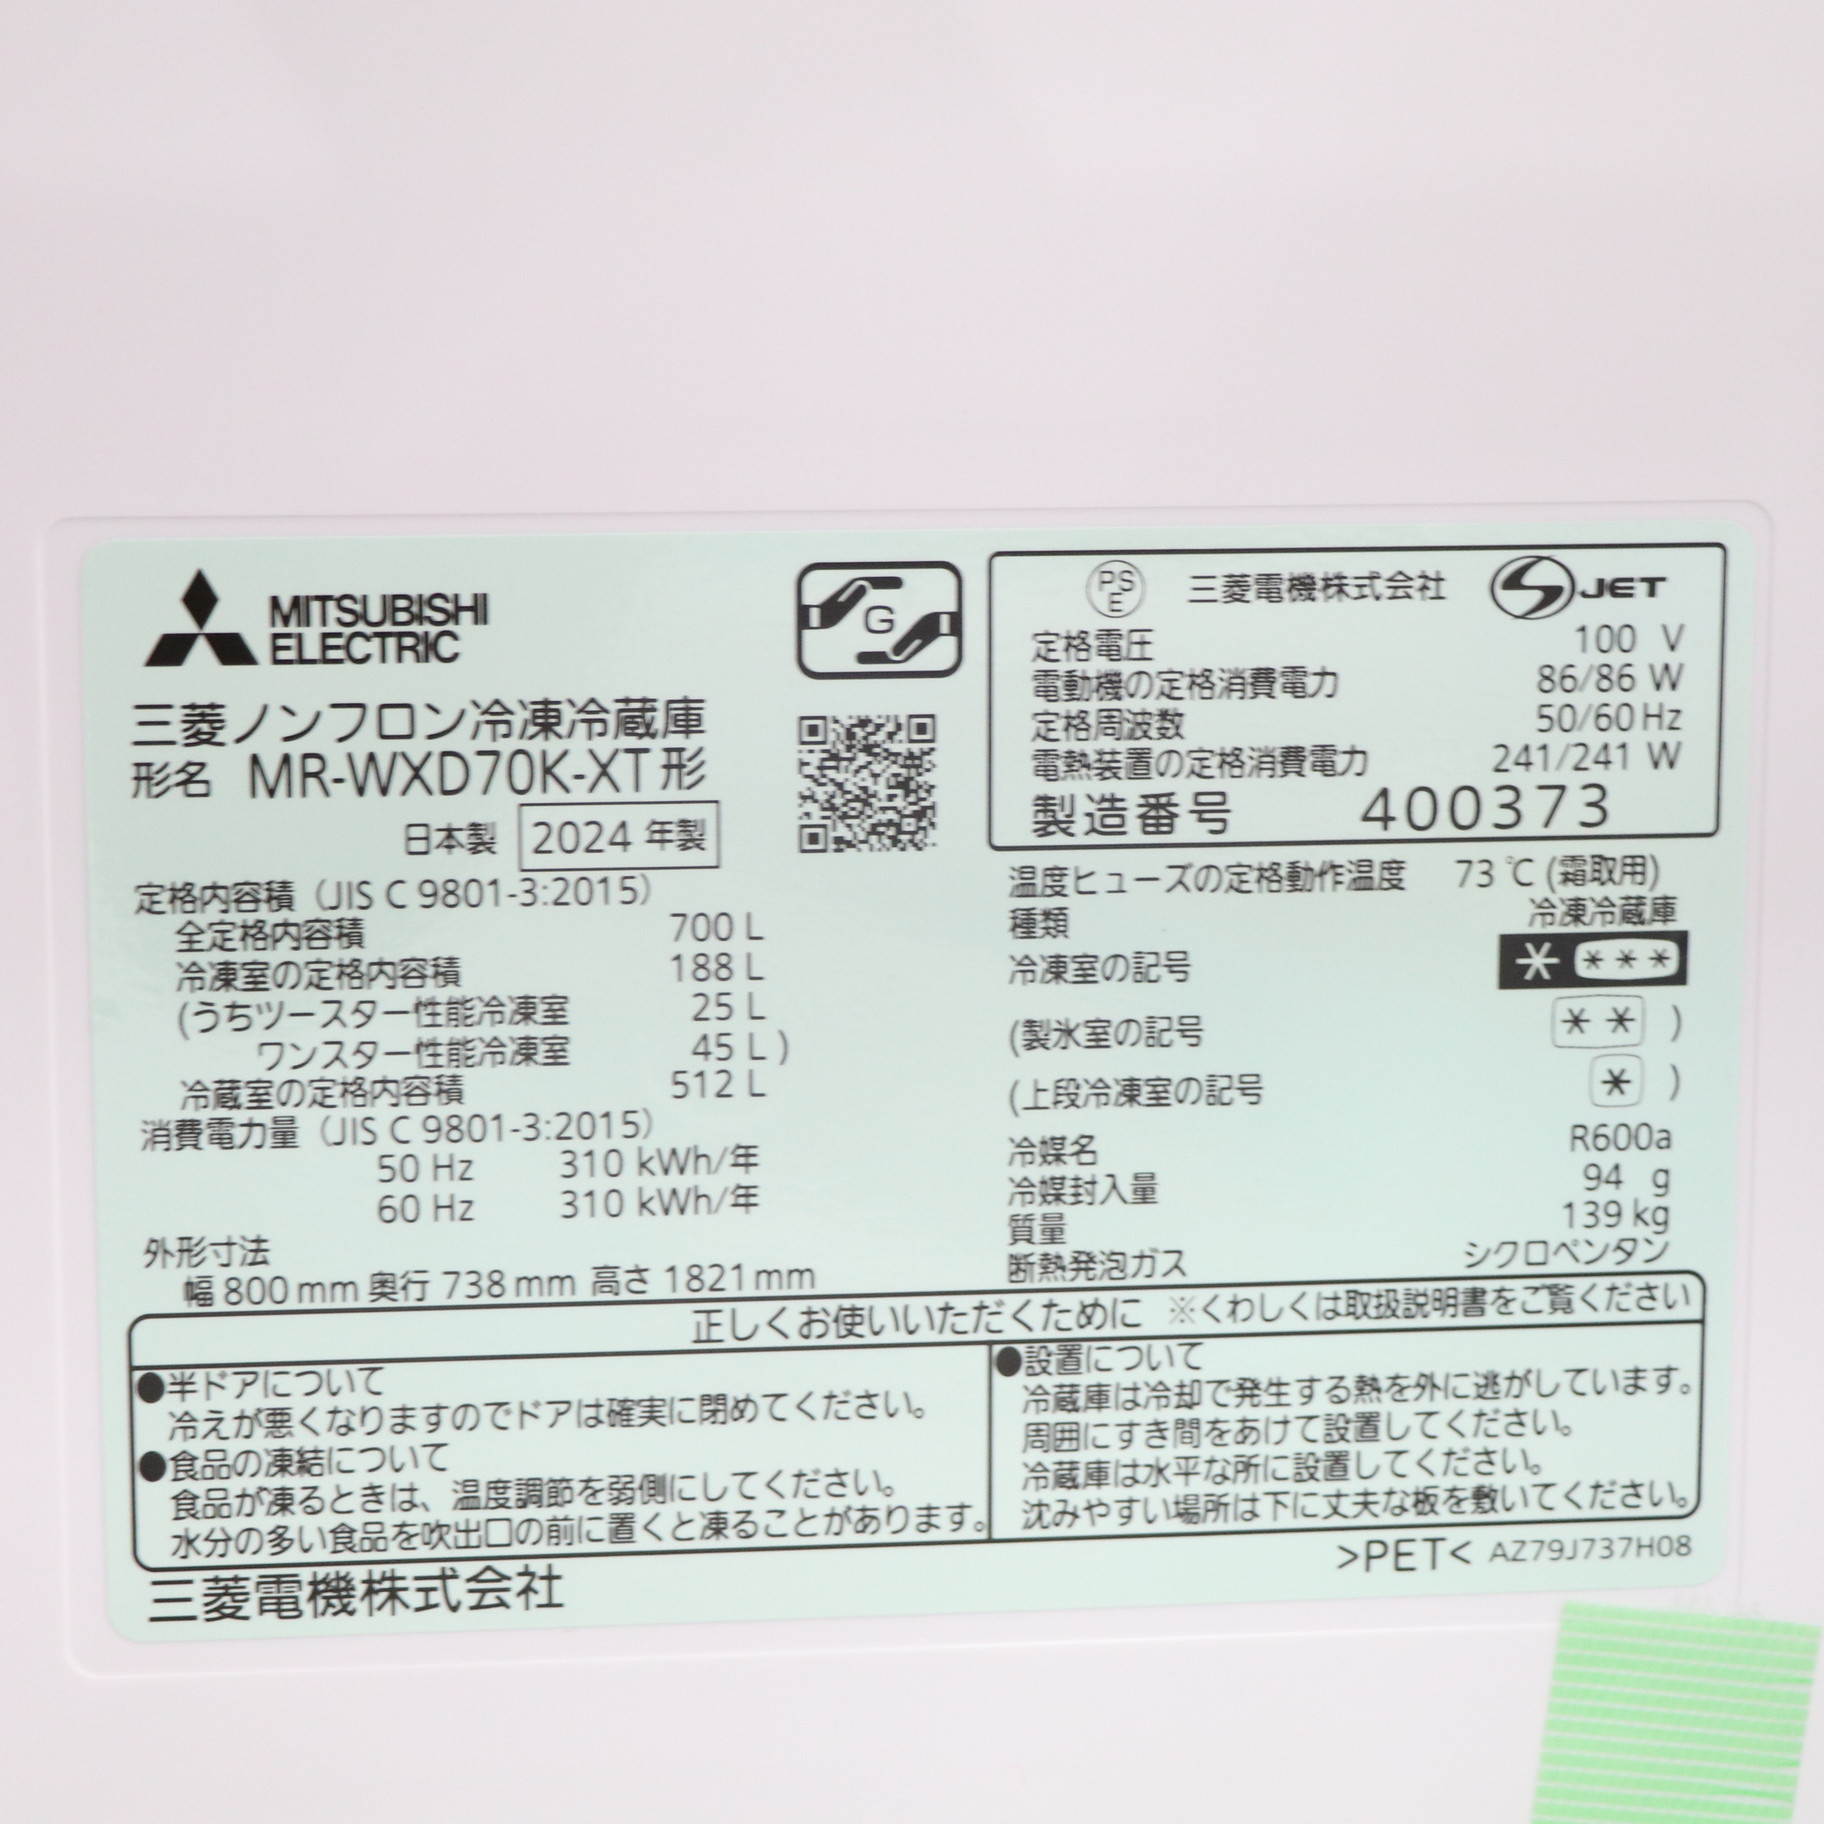 MITSUBISHI
ELECTRIC
G
三菱ノンフロン冷凍冷蔵庫
形名 MR-WXD70K-XT形
日本製 2024 年製
定格内容積 (JIS C 9801-3:2015)
全定格内容積 700 L
冷凍室の定格内容積 188 L
(うちツースター性能冷凍室 25 L
ワンスター性能冷凍室 45 L )
冷蔵室の定格内容積 512 L
消費電力量 (JIS C 9801-3:2015)
50 Hz 310 kWh/年
60 Hz 310 kWh/年
外形寸法
幅 800 mm 奥行 738 mm 高さ 1821 mm
PS
E 三菱電機株式会社 S JET
定格電圧 100 V
電動機の定格消費電力 86/86 W
定格周波数 50/60 Hz
電熱装置の定格消費電力 241/241 W
製造番号 400373
温度ヒューズの定格動作温度 73 ℃ (霜取用)
種類 冷凍冷蔵庫
冷凍室の記号 * ***
(製氷室の記号 ** )
(上段冷凍室の記号 * )
冷媒名 R600a
冷媒封入量 94 g
質量 139 kg
断熱発泡ガス シクロペンタン
正しくお使いいただくために ※くわしくは取扱説明書をご覧ください
●半ドアについて
冷えが悪くなりますのでドアは確実に閉めてください。
●食品の凍結について
食品が凍るときは、温度調節を弱側にしてください。
水分の多い食品を吹出口の前に置くと凍ることがあります。
●設置について
冷蔵庫は冷却で発生する熱を外に逃がしています。
周囲にすき間をあけて設置してください。
冷蔵庫は水平な所に設置してください。
沈みやすい場所は下に丈夫な板を敷いてください。
三菱電機株式会社
>PET< AZ79J737H08